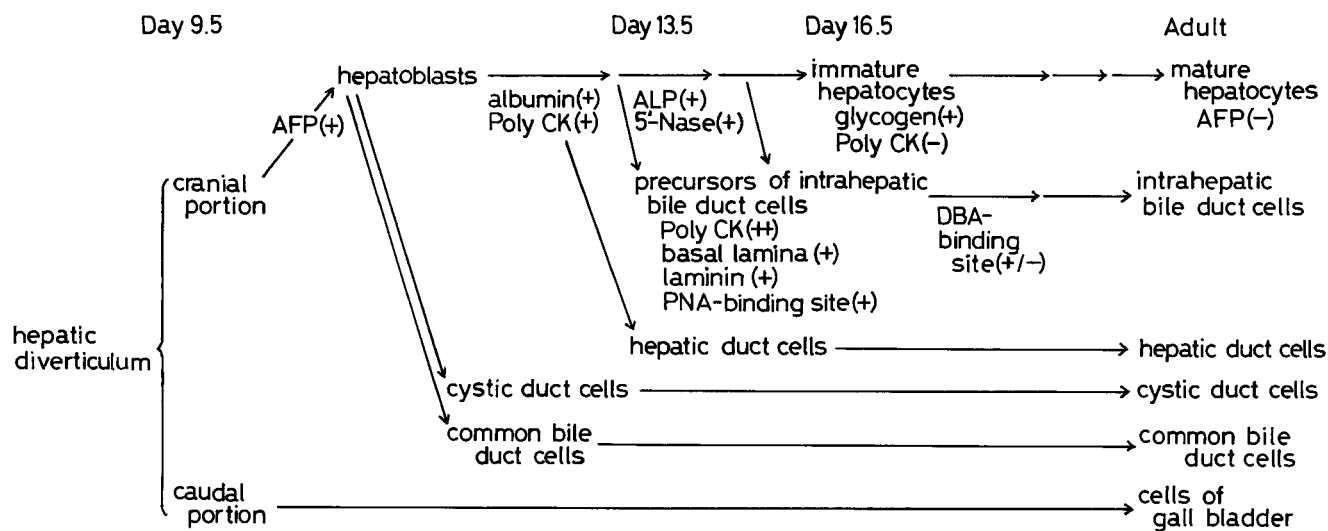 Day 9.5 Day 13.5 Day 16.5 Adult
hepatoblasts immature mature
hepatocytes hepatocytes
albumin(+) ALP(+) glycogen(+) AFP(-)
Poly CK(+) 5'-Nase(+) Poly CK(-)
AFP(+)
cranial
portion
precursors of intrahepatic intrahepatic
bile duct cells bile duct cells
Poly CK(++) DBA-
basal lamina (+) binding
laminin (+) site(+/-)
PNA-binding site(+)
hepatic
diverticulum
hepatic duct cells hepatic duct cells
cystic duct cells cystic duct cells
common bile common bile
duct cells duct cells
caudal cells of
portion gall bladder